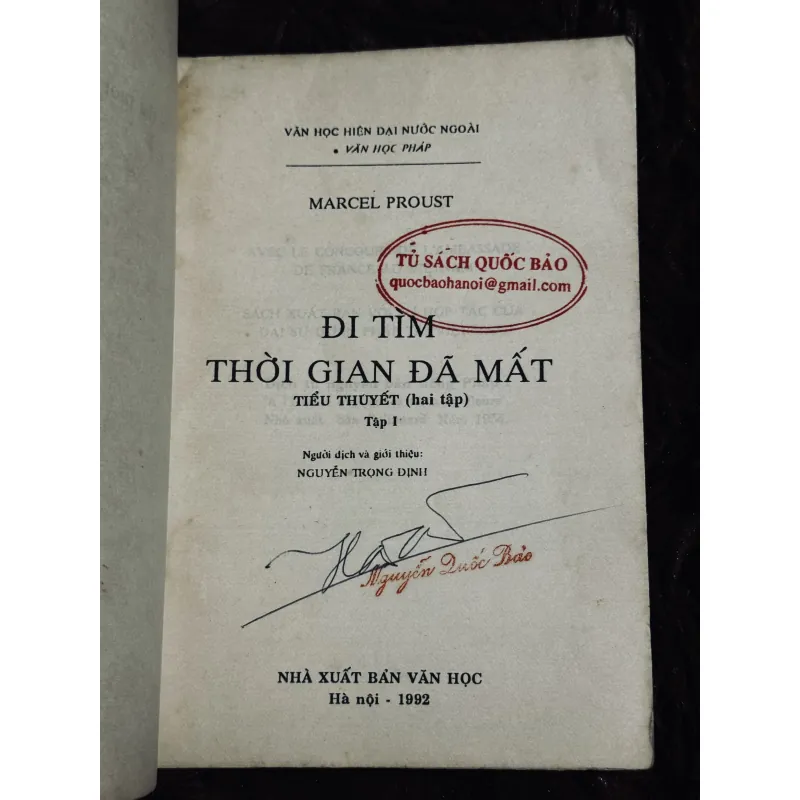 VĂN HỌC HIỆN ĐẠI NƯỚC NGOÀI
• VĂN HỌC PHÁP
MARCEL PROUST
TỦ SÁCH QUỐC BẢO
quocbaohanoi@gmail.com
ĐI TÌM
THỜI GIAN ĐÃ MẤT
TIỂU THUYẾT (hai tập)
Tập I
Người dịch và giới thiệu:
NGUYỄN TRỌNG ĐỊNH
Nguyễn Quốc Bảo
NHÀ XUẤT BẢN VĂN HỌC
Hà nội - 1992